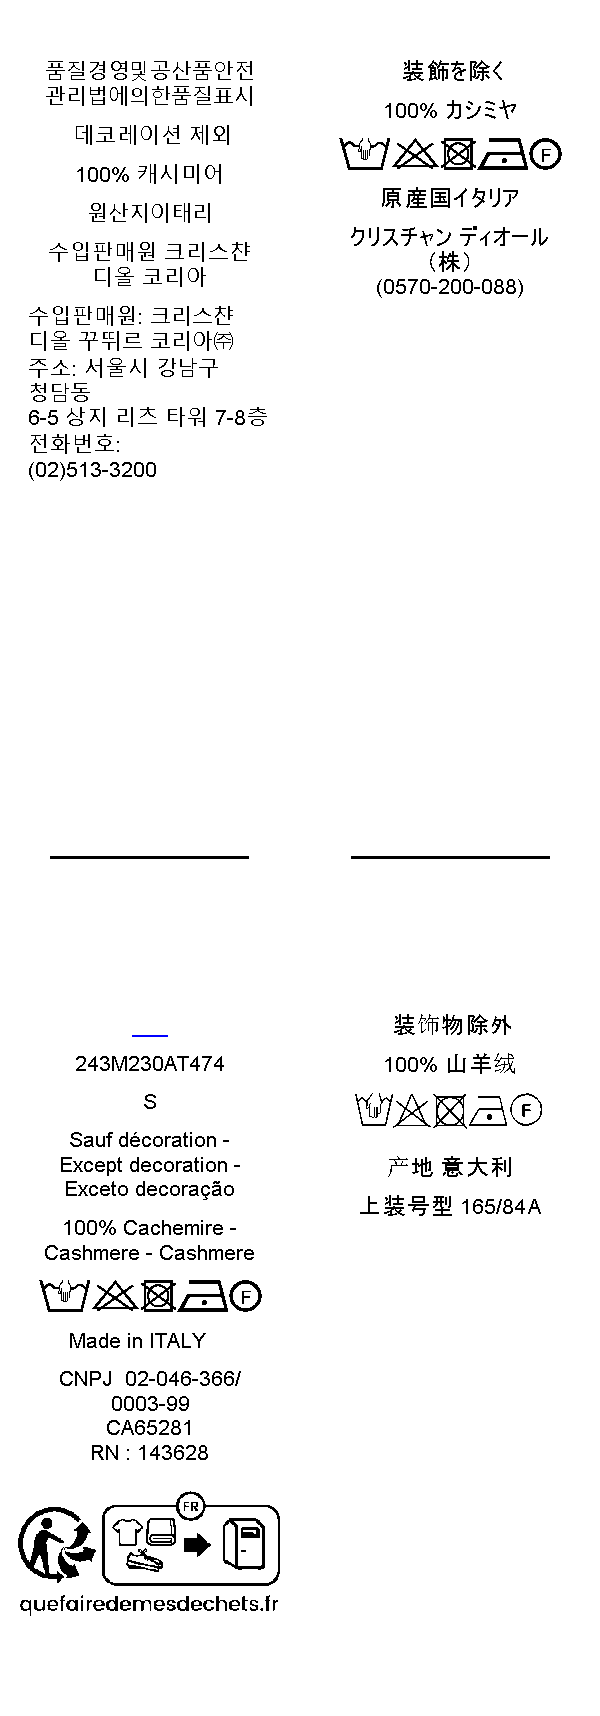 품질경영및공산품안전
관리법에의한품질표시
데코레이션 제외
100% 캐시미어
원산지이태리
수입판매원 크리스챤
디올 코리아
수입판매원: 크리스챤
디올 꾸뛰르 코리아㈜
주소: 서울시 강남구
청담동
6-5 상지 리츠 타워 7-8층
전화번호:
(02)513-3200
装飾を除く
100% カシミヤ
F
原産国イタリア
クリスチャン ディオール
（株）
(0570-200-088)
243M230AT474
S
Sauf décoration -
Except decoration -
Exceto decoração
100% Cachemire -
Cashmere - Cashmere
F
Made in ITALY
CNPJ  02-046-366/
0003-99
CA65281
RN : 143628
FR
quefairedemesdechets.fr
装饰物除外
100% 山羊绒
F
产地 意大利
上装号型 165/84A